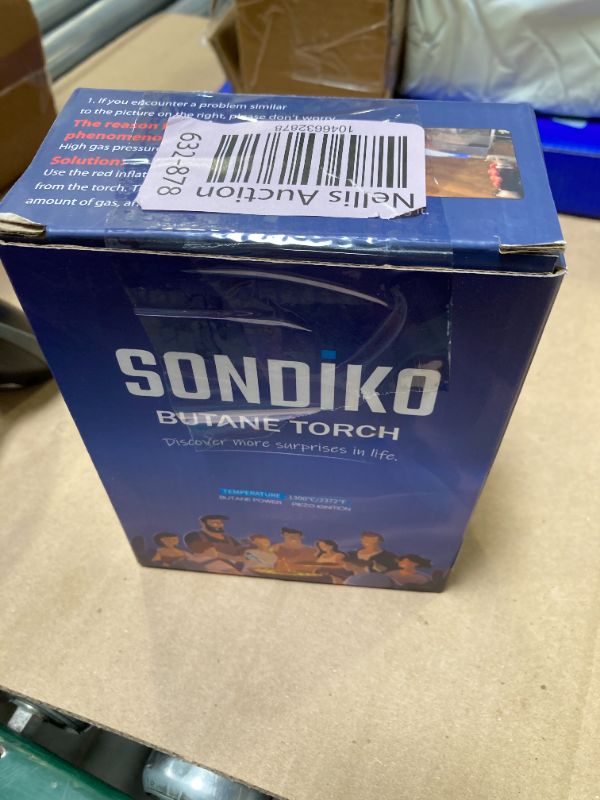 1. If you encounter a problem similar
to the picture on the right, please don't worry
The reason
phenomeno
High gas pressur
Solution:
Use the red inflat
from the torch. T
amount of gas, an
Nellis Auction
1046632878
632-878
SONDIKO
BUTANE TORCH
Discover more surprises in life.
TEMPERATURE 1300°C/2372°F
BUTANE POWER PIEZO IGNITION